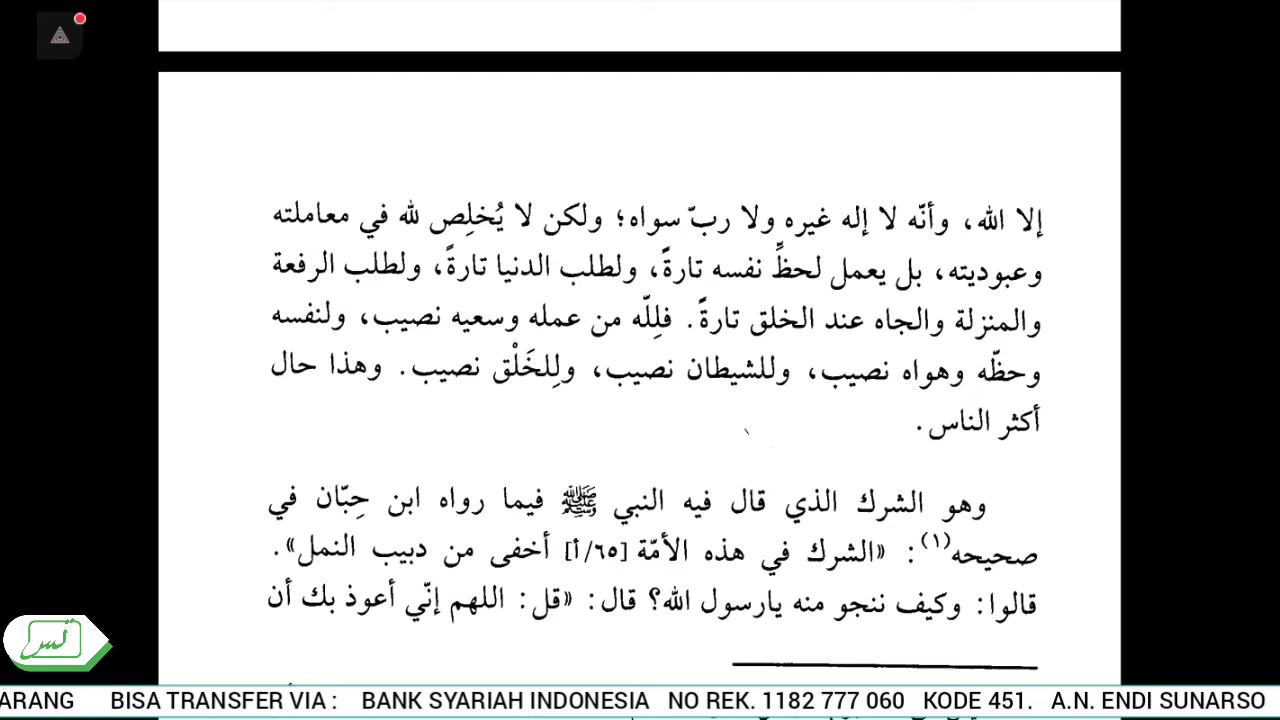 إلا الله، وأنّه لا إله غيره ولا ربّ سواه؛ ولكن لا يُخلِص لله في معاملته
وعبوديته، بل يعمل لحظِّ نفسه تارةً، ولطلب الدنيا تارةً، ولطلب الرفعة
والمنزلة والجاه عند الخلق تارةً. فلِلّه من عمله وسعيه نصيب، ولنفسه
وحظّه وهواه نصيب، وللشيطان نصيب، ولِلخَلْق نصيب. وهذا حال
أكثر الناس.
وهو الشرك الذي قال فيه النبي ﷺ فيما رواه ابن حِبّان في
صحيحه(١): «الشرك في هذه الأمّة [٦٥/أ] أخفى من دبيب النمل».
قالوا: وكيف ننجو منه يارسول الله؟ قال: «قل: اللهم إنّي أعوذ بك أن
ARANG BISA TRANSFER VIA : BANK SYARIAH INDONESIA NO REK. 1182 777 060 KODE 451. A.N. ENDI SUNARSO